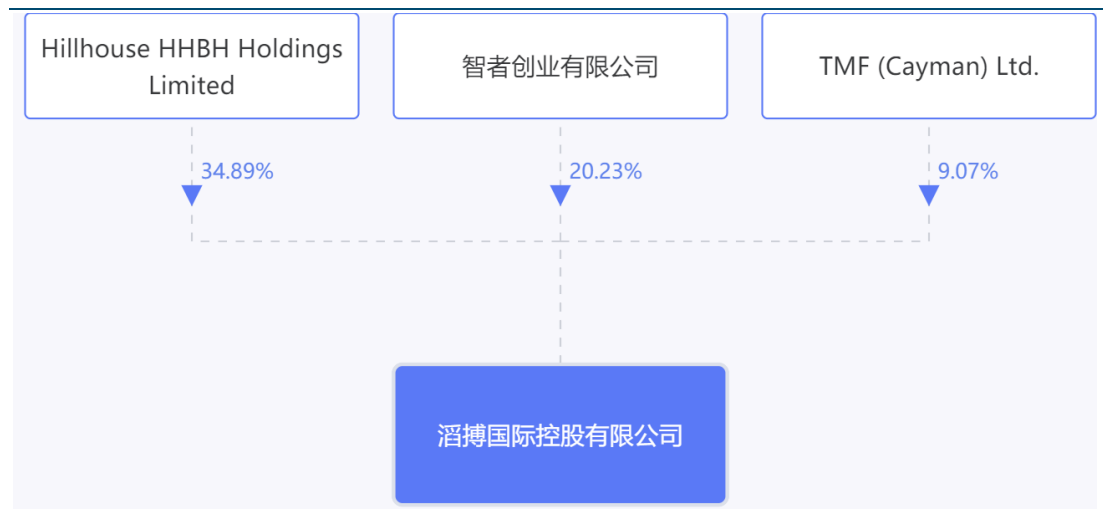 Hillhouse HHBH Holdings
Limited
智者创业有限公司
TMF (Cayman) Ltd.
34.89%
20.23%
9.07%
滔搏国际控股有限公司